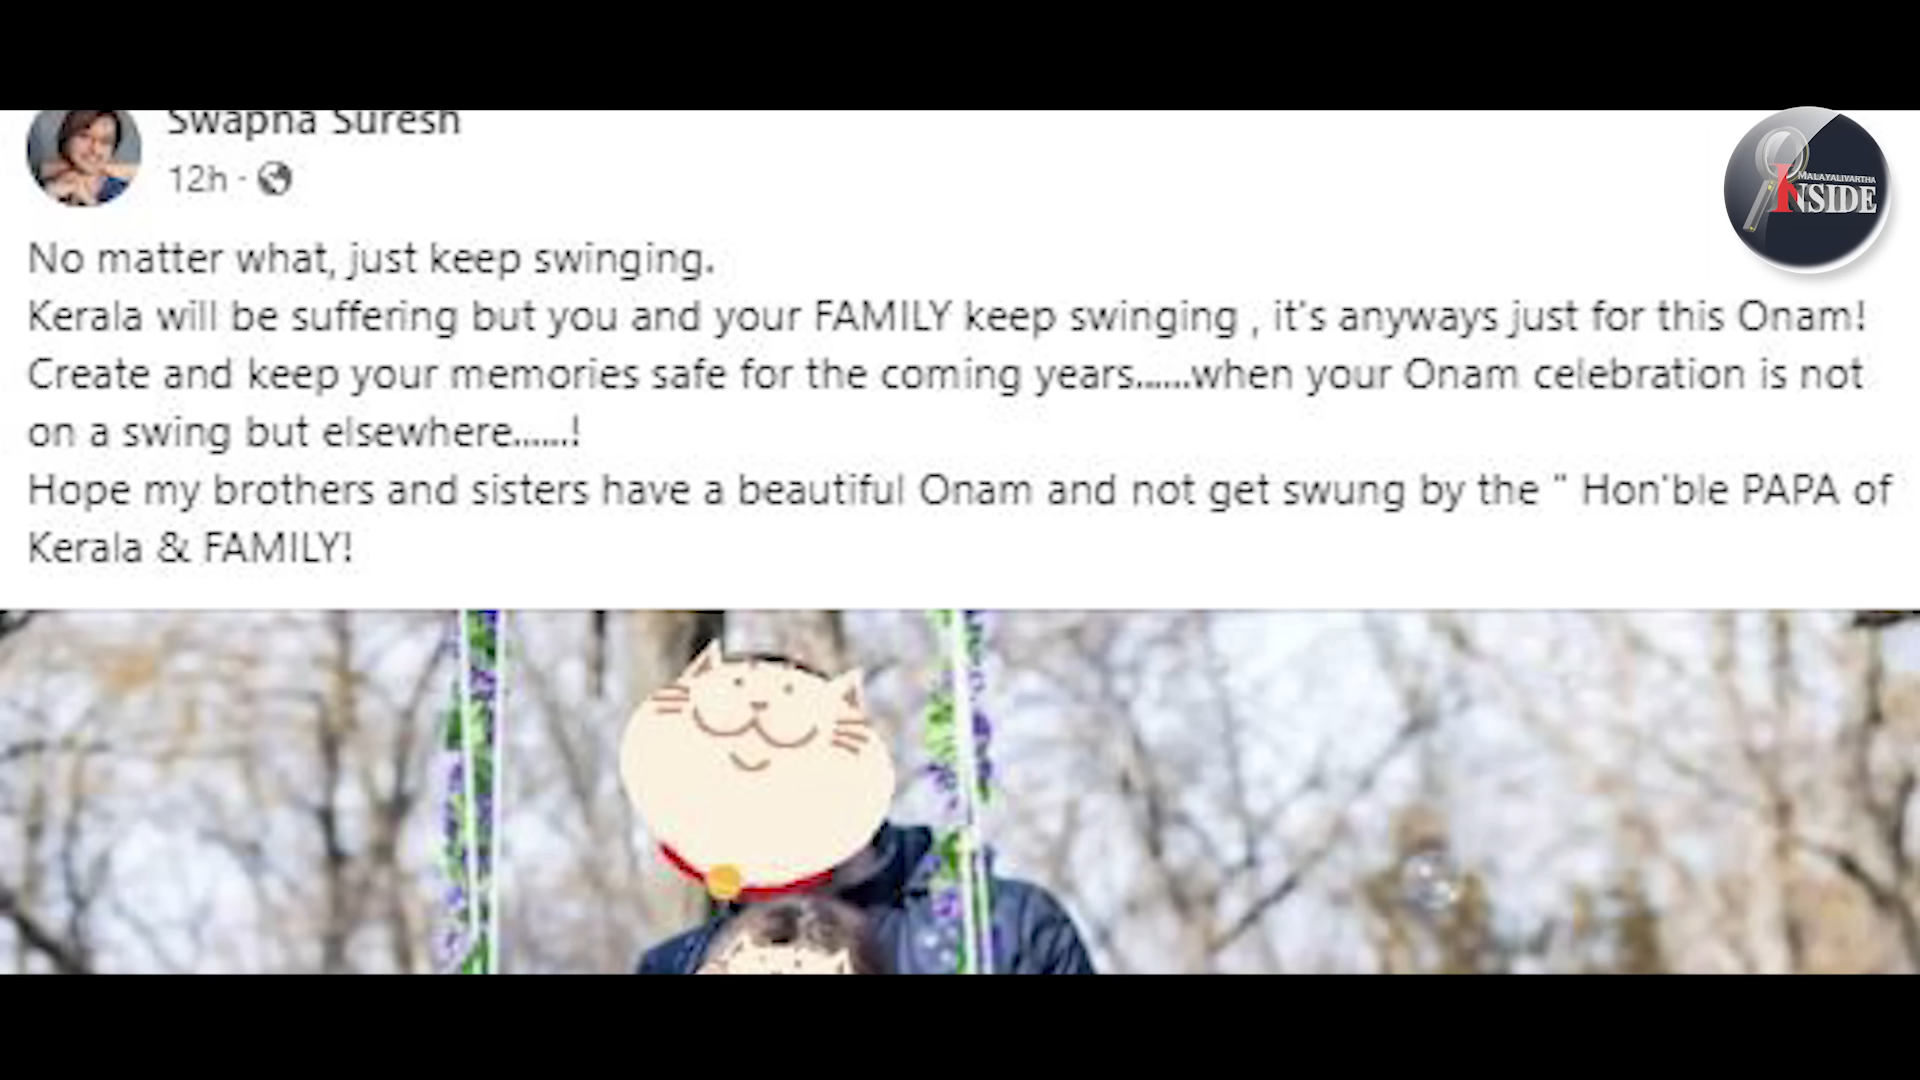 Swapna Suresh
12h ·
MALAYALIVARTHA
INSIDE
No matter what, just keep swinging.
Kerala will be suffering but you and your FAMILY keep swinging , it's anyways just for this Onam!
Create and keep your memories safe for the coming years......when your Onam celebration is not
on a swing but elsewhere......!
Hope my brothers and sisters have a beautiful Onam and not get swung by the " Hon'ble PAPA of
Kerala & FAMILY!